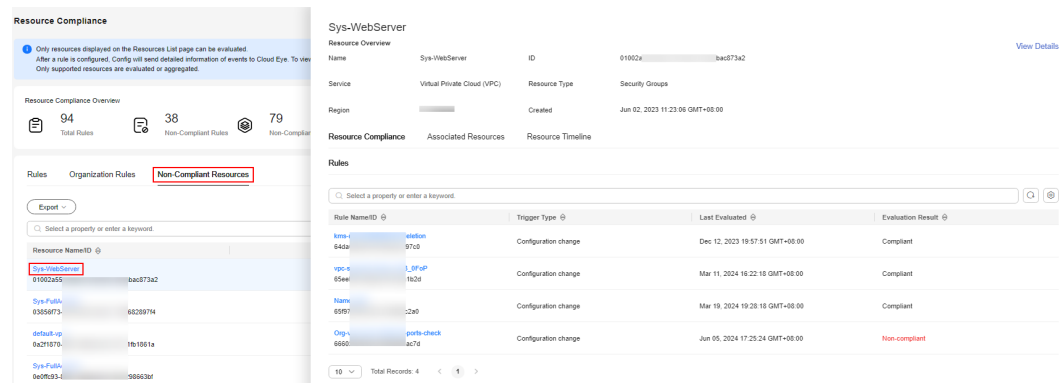 Resource Compliance
Only resources displayed on the Resources List page can be evaluated.
After a rule is configured, Config will send detailed information of events to Cloud Eye. To view
Only supported resources are evaluated or aggregated.
Resource Compliance Overview
94
Total Rules
38
Non-Compliant Rules
79
Non-Complian
Rules Organization Rules Non-Compliant Resources
Export
Select a property or enter a keyword.
Resource Name/ID
Sys-WebServer
01002a55 bac873a2
Sys-FullA
03856f73- 682897f4
default-vp
0a2f1870- 1fb1861a
Sys-FullA
0e0ffc93-8 98663bf
Sys-WebServer
Resource Overview
View Details
Name Sys-WebServer ID 01002a bac873a2
Service Virtual Private Cloud (VPC) Resource Type Security Groups
Region Created Jun 02, 2023 11:23:06 GMT+08:00
Resource Compliance Associated Resources Resource Timeline
Rules
Select a property or enter a keyword.
Rule Name/ID Trigger Type Last Evaluated Evaluation Result
kms- eletion
64da 97c0
Configuration change Dec 12, 2023 19:57:51 GMT+08:00 Compliant
vpc-s _0FoP
65ee 1b2d
Configuration change Mar 11, 2024 16:22:18 GMT+08:00 Compliant
Name
65f97 c2a0
Configuration change Mar 19, 2024 19:28:18 GMT+08:00 Compliant
Org- ports-check
6660 ac7d
Configuration change Jun 05, 2024 17:25:24 GMT+08:00 Non-compliant
10 Total Records: 4 < 1 >